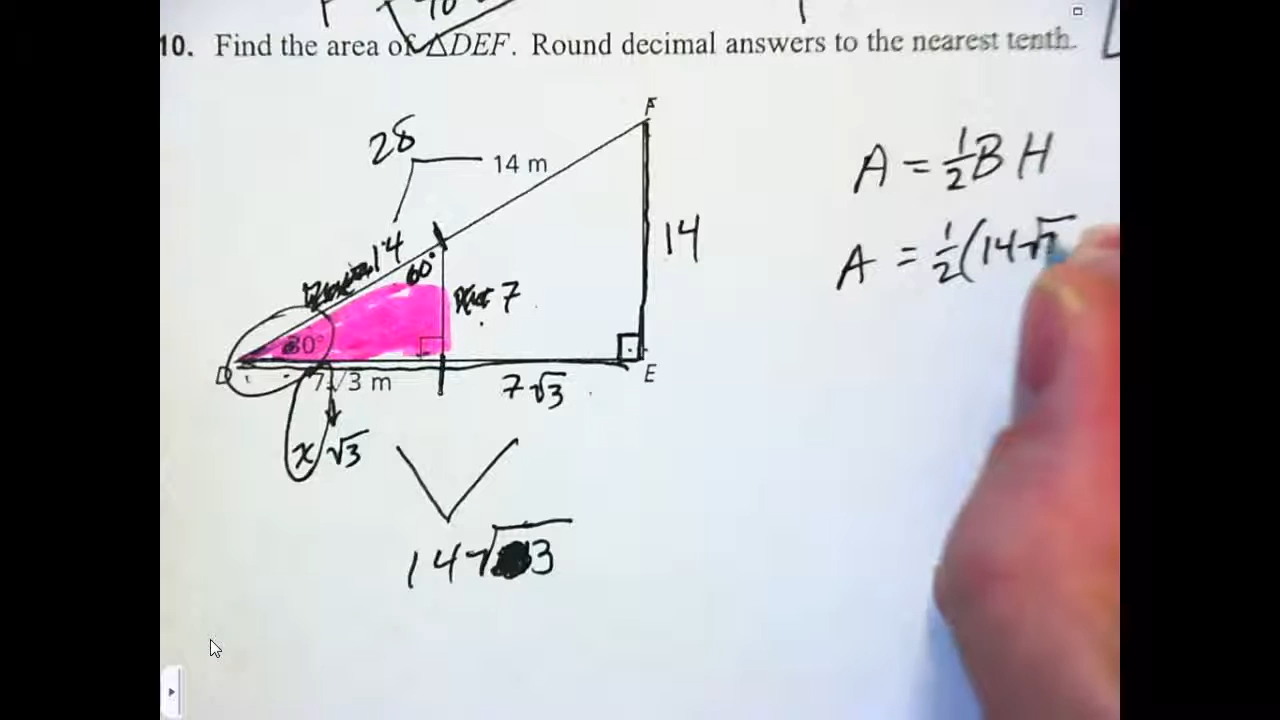 10. Find the area of △DEF. Round decimal answers to the nearest tenth.
F
28
14 m
A = ½BH
14
60°
14
A = ½(14√
7
30°
D
7√3 m
7√3
E
x√3
14√3